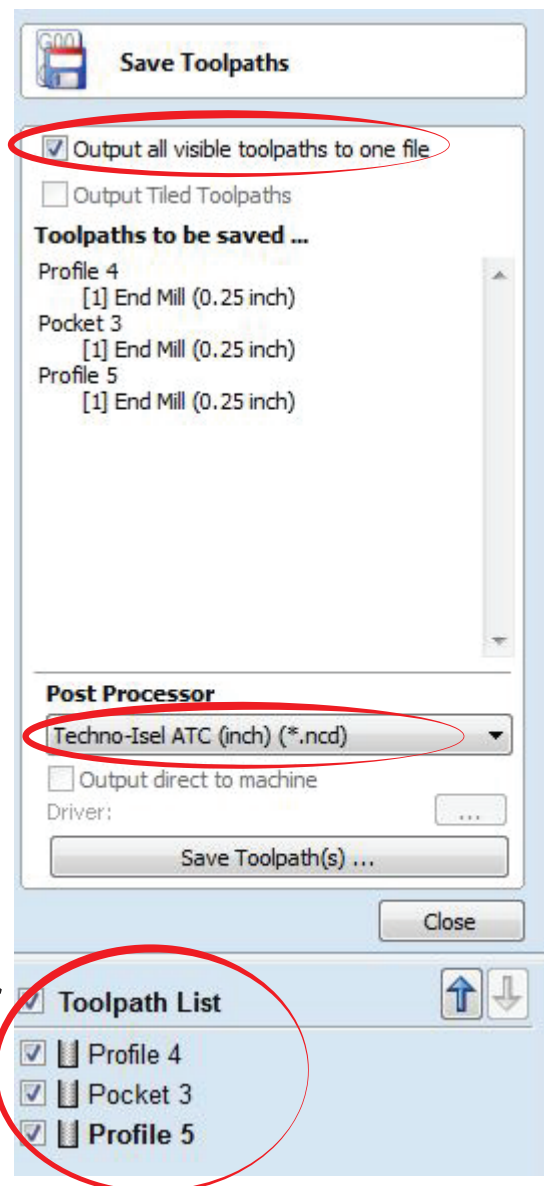 G00
Save Toolpaths
Output all visible toolpaths to one file
Output Tiled Toolpaths
Toolpaths to be saved ...
Profile 4
[1] End Mill (0.25 inch)
Pocket 3
[1] End Mill (0.25 inch)
Profile 5
[1] End Mill (0.25 inch)
Post Processor
Techno-Isel ATC (inch) (*.ncd)
Output direct to machine
Driver:
...
Save Toolpath(s) ...
Close
Toolpath List
Profile 4
Pocket 3
Profile 5